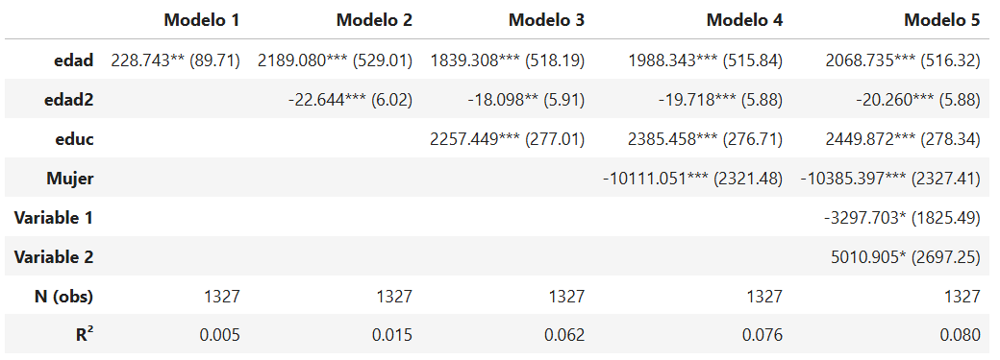 Modelo 1 Modelo 2 Modelo 3 Modelo 4 Modelo 5
edad 228.743** (89.71) 2189.080*** (529.01) 1839.308*** (518.19) 1988.343*** (515.84) 2068.735*** (516.32)
edad2 -22.644*** (6.02) -18.098** (5.91) -19.718*** (5.88) -20.260*** (5.88)
educ 2257.449*** (277.01) 2385.458*** (276.71) 2449.872*** (278.34)
Mujer -10111.051*** (2321.48) -10385.397*** (2327.41)
Variable 1 -3297.703* (1825.49)
Variable 2 5010.905* (2697.25)
N (obs) 1327 1327 1327 1327 1327
R² 0.005 0.015 0.062 0.076 0.080